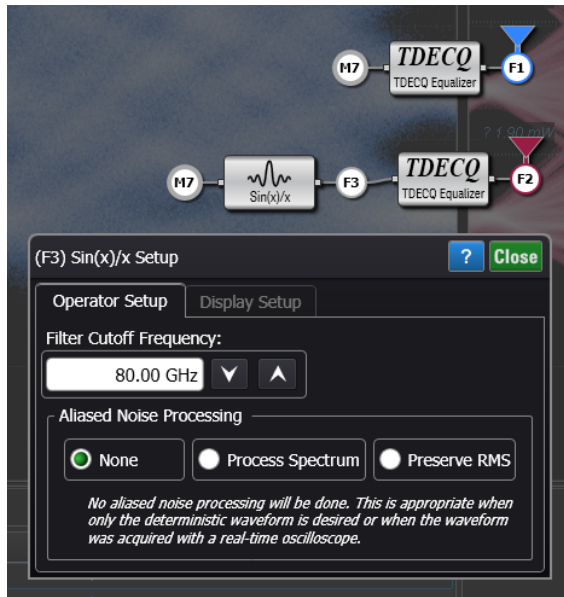 M7
TDECQ
TDECQ Equalizer
F1
? 1.90 mW
M7
Sin(x)/x
F3
TDECQ
TDECQ Equalizer
F2
(F3) Sin(x)/x Setup
? Close
Operator Setup Display Setup
Filter Cutoff Frequency:
80.00 GHz
Aliased Noise Processing
None Process Spectrum Preserve RMS
No aliased noise processing will be done. This is appropriate when
only the deterministic waveform is desired or when the waveform
was acquired with a real-time oscilloscope.